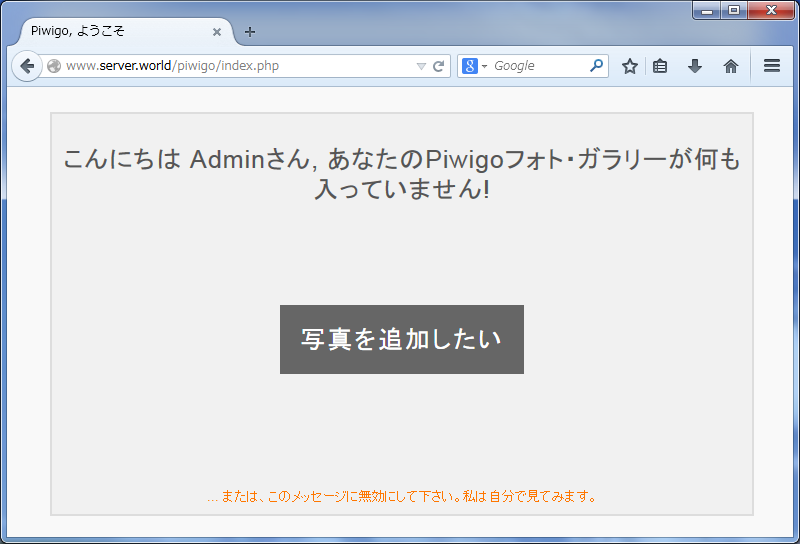 Piwigo, ようこそ
www.server.world/piwigo/index.php
Google
こんにちは Adminさん, あなたのPiwigoフォト・ガラリーが何も
入っていません!
写真を追加したい
... または、このメッセージに無効にして下さい。私は自分で見てみます。